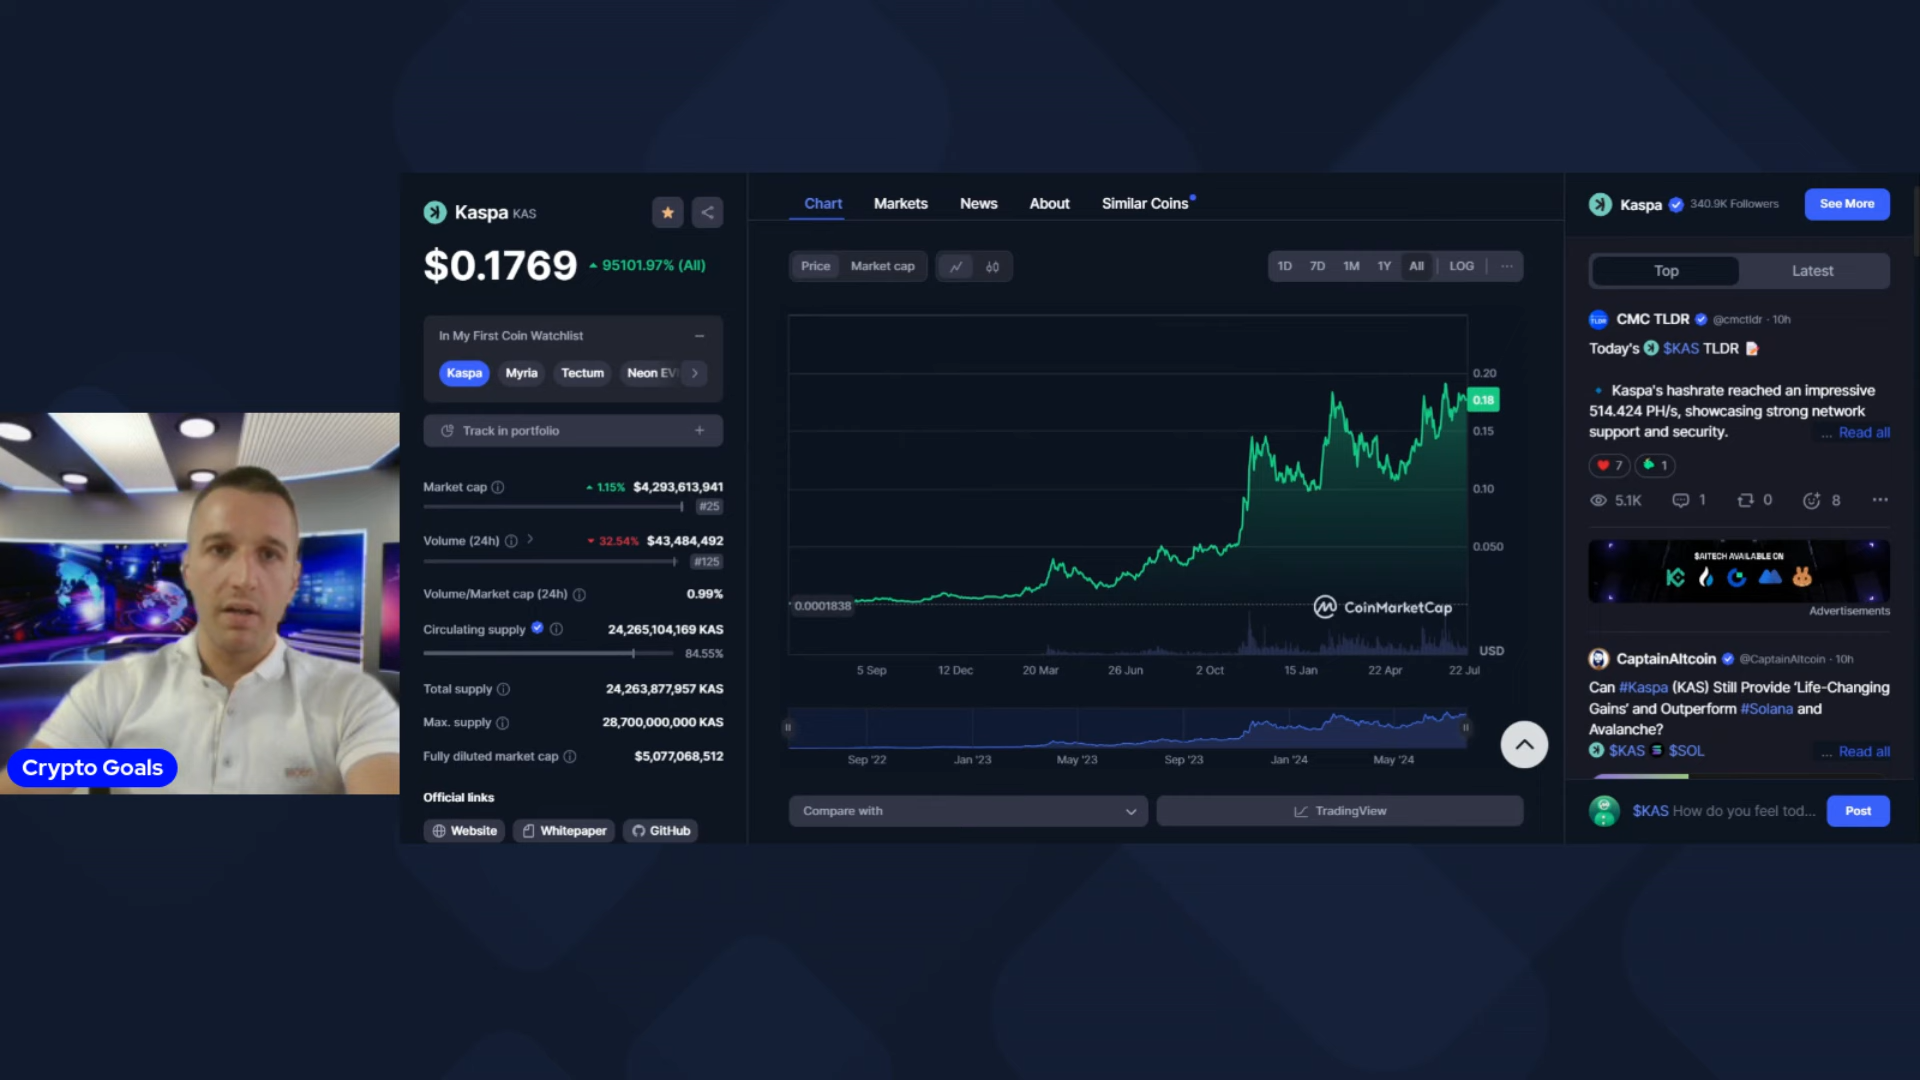 Kaspa KAS
$0.1769 95101.97% (All)
In My First Coin Watchlist
Kaspa Myria Tectum Neon EV
Track in portfolio
Market cap 1.15% $4,293,613,941
#25
Volume (24h) 32.54% $43,484,492
#125
Volume/Market cap (24h) 0.99%
Circulating supply 24,265,104,169 KAS
84.55%
Total supply 24,263,877,957 KAS
Max. supply 28,700,000,000 KAS
Fully diluted market cap $5,077,068,512
Official links
Website Whitepaper GitHub
Crypto Goals
Chart Markets News About Similar Coins
Price Market cap
1D 7D 1M 1Y All LOG ...
0.20
0.18
0.15
0.10
0.050
0.0001838
CoinMarketCap
USD
5 Sep 12 Dec 20 Mar 26 Jun 2 Oct 15 Jan 22 Apr 22 Jul
Sep '22 Jan '23 May '23 Sep '23 Jan '24 May '24
Compare with
TradingView
Kaspa 340.9K Followers See More
Top Latest
TLDR
CMC TLDR @cmctldr · 10h
Today's $KAS TLDR
Kaspa's hashrate reached an impressive
514.424 PH/s, showcasing strong network
support and security. ... Read all
7 1
5.1K 1 0 8 ...
$AITECH AVAILABLE ON
Advertisements
CaptainAltcoin @CaptainAltcoin · 10h
Can #Kaspa (KAS) Still Provide 'Life-Changing
Gains' and Outperform #Solana and
Avalanche?
$KAS $SOL ... Read all
$KAS How do you feel tod... Post